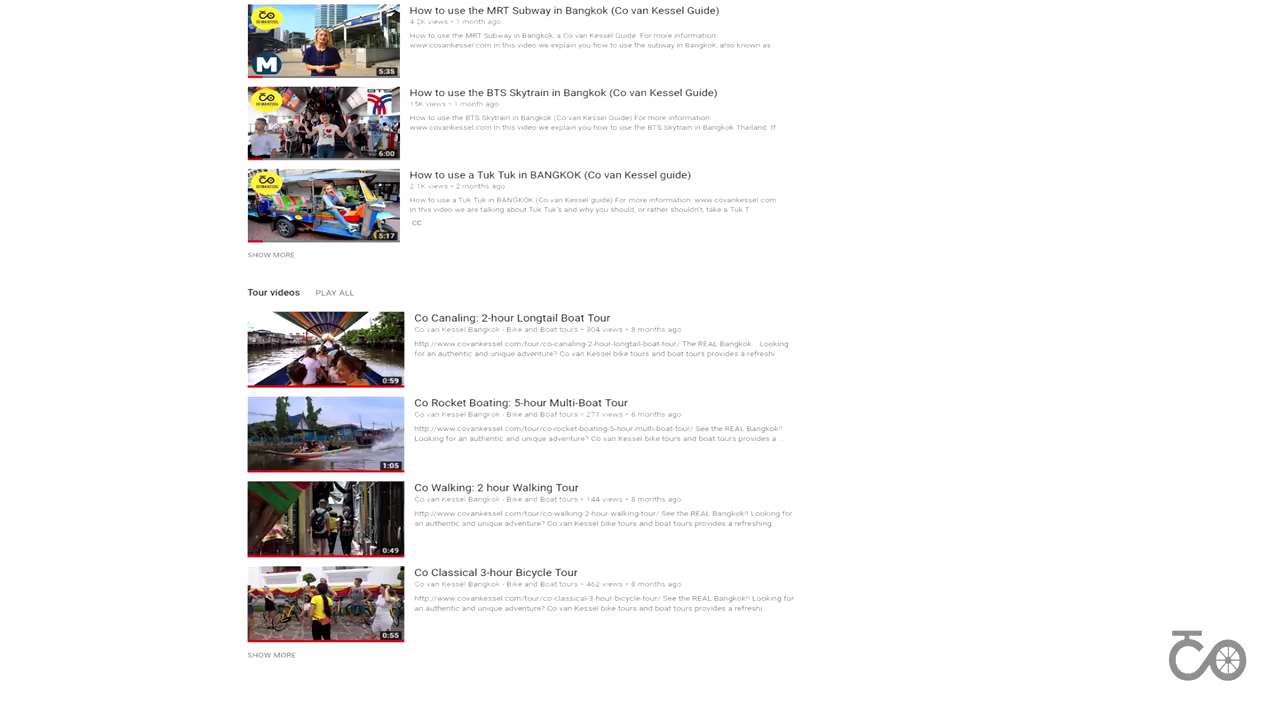 How to use the MRT Subway in Bangkok (Co van Kessel Guide)
4.2K views • 1 month ago
How to use the MRT Subway in Bangkok, a Co van Kessel Guide. For more information:
www.covankessel.com In this video we explain you how to use the subway in Bangkok, also known as
M
5:35
How to use the BTS Skytrain in Bangkok (Co van Kessel Guide)
15K views • 1 month ago
How to use the BTS Skytrain in Bangkok (Co van Kessel Guide) For more information:
www.covankessel.com In this video we explain you how to use the BTS Skytrain in Bangkok Thailand. If
BTS
6:00
How to use a Tuk Tuk in BANGKOK (Co van Kessel guide)
2.1K views • 2 months ago
How to use a Tuk Tuk in BANGKOK (Co van Kessel guide) For more information: www.covankessel.com
In this video we are talking about Tuk Tuk's and why you should, or rather shouldn't, take a Tuk T
CC
5:17
SHOW MORE
Tour videos PLAY ALL
Co Canaling: 2-hour Longtail Boat Tour
Co van Kessel Bangkok - Bike and Boat tours • 304 views • 8 months ago
http://www.covankessel.com/tour/co-canaling-2-hour-longtail-boat-tour/ The REAL Bangkok... Looking
for an authentic and unique adventure? Co van Kessel bike tours and boat tours provides a refreshi
0:59
Co Rocket Boating: 5-hour Multi-Boat Tour
Co van Kessel Bangkok - Bike and Boat tours • 271 views • 8 months ago
http://www.covankessel.com/tour/co-rocket-boating-5-hour-multi-boat-tour/ See the REAL Bangkok!!
Looking for an authentic and unique adventure? Co van Kessel bike tours and boat tours provides a ...
1:05
Co Walking: 2 hour Walking Tour
Co van Kessel Bangkok - Bike and Boat tours • 144 views • 8 months ago
http://www.covankessel.com/tour/co-walking-2-hour-walking-tour/ See the REAL Bangkok!! Looking for
an authentic and unique adventure? Co van Kessel bike tours and boat tours provides a refreshing...
0:49
Co Classical 3-hour Bicycle Tour
Co van Kessel Bangkok - Bike and Boat tours • 462 views • 8 months ago
http://www.covankessel.com/tour/co-classical-3-hour-bicycle-tour/ See the REAL Bangkok!! Looking for
an authentic and unique adventure? Co van Kessel bike tours and boat tours provides a refreshi
0:55
SHOW MORE